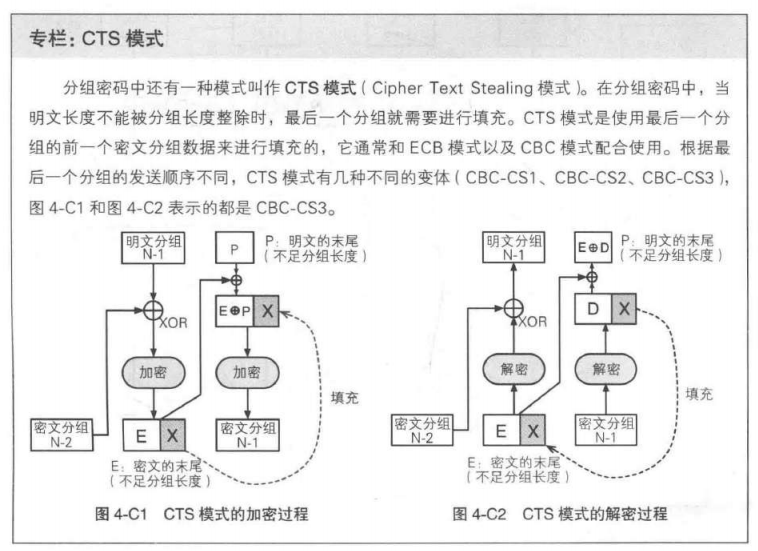 专栏：CTS 模式
分组密码中还有一种模式叫作 CTS 模式（Cipher Text Stealing 模式）。在分组密码中，当
明文长度不能被分组长度整除时，最后一个分组就需要进行填充。CTS 模式是使用最后一个分
组的前一个密文分组数据来进行填充的，它通常和 ECB 模式以及 CBC 模式配合使用。根据最
后一个分组的发送顺序不同，CTS 模式有几种不同的变体（CBC-CS1、CBC-CS2、CBC-CS3），
图 4-C1 和图 4-C2 表示的都是 CBC-CS3。
明文分组
N-1
P
P：明文的末尾
（不足分组长度）
XOR
E⊕P
X
加密
加密
填充
密文分组
N-2
E
X
密文分组
N-1
E：密文的末尾
（不足分组长度）
图 4-C1 CTS 模式的加密过程
明文分组
N-1
E⊕D
P：明文的末尾
（不足分组长度）
XOR
D
X
解密
解密
填充
密文分组
N-2
E
X
密文分组
N-1
E：密文的末尾
（不足分组长度）
图 4-C2 CTS 模式的解密过程